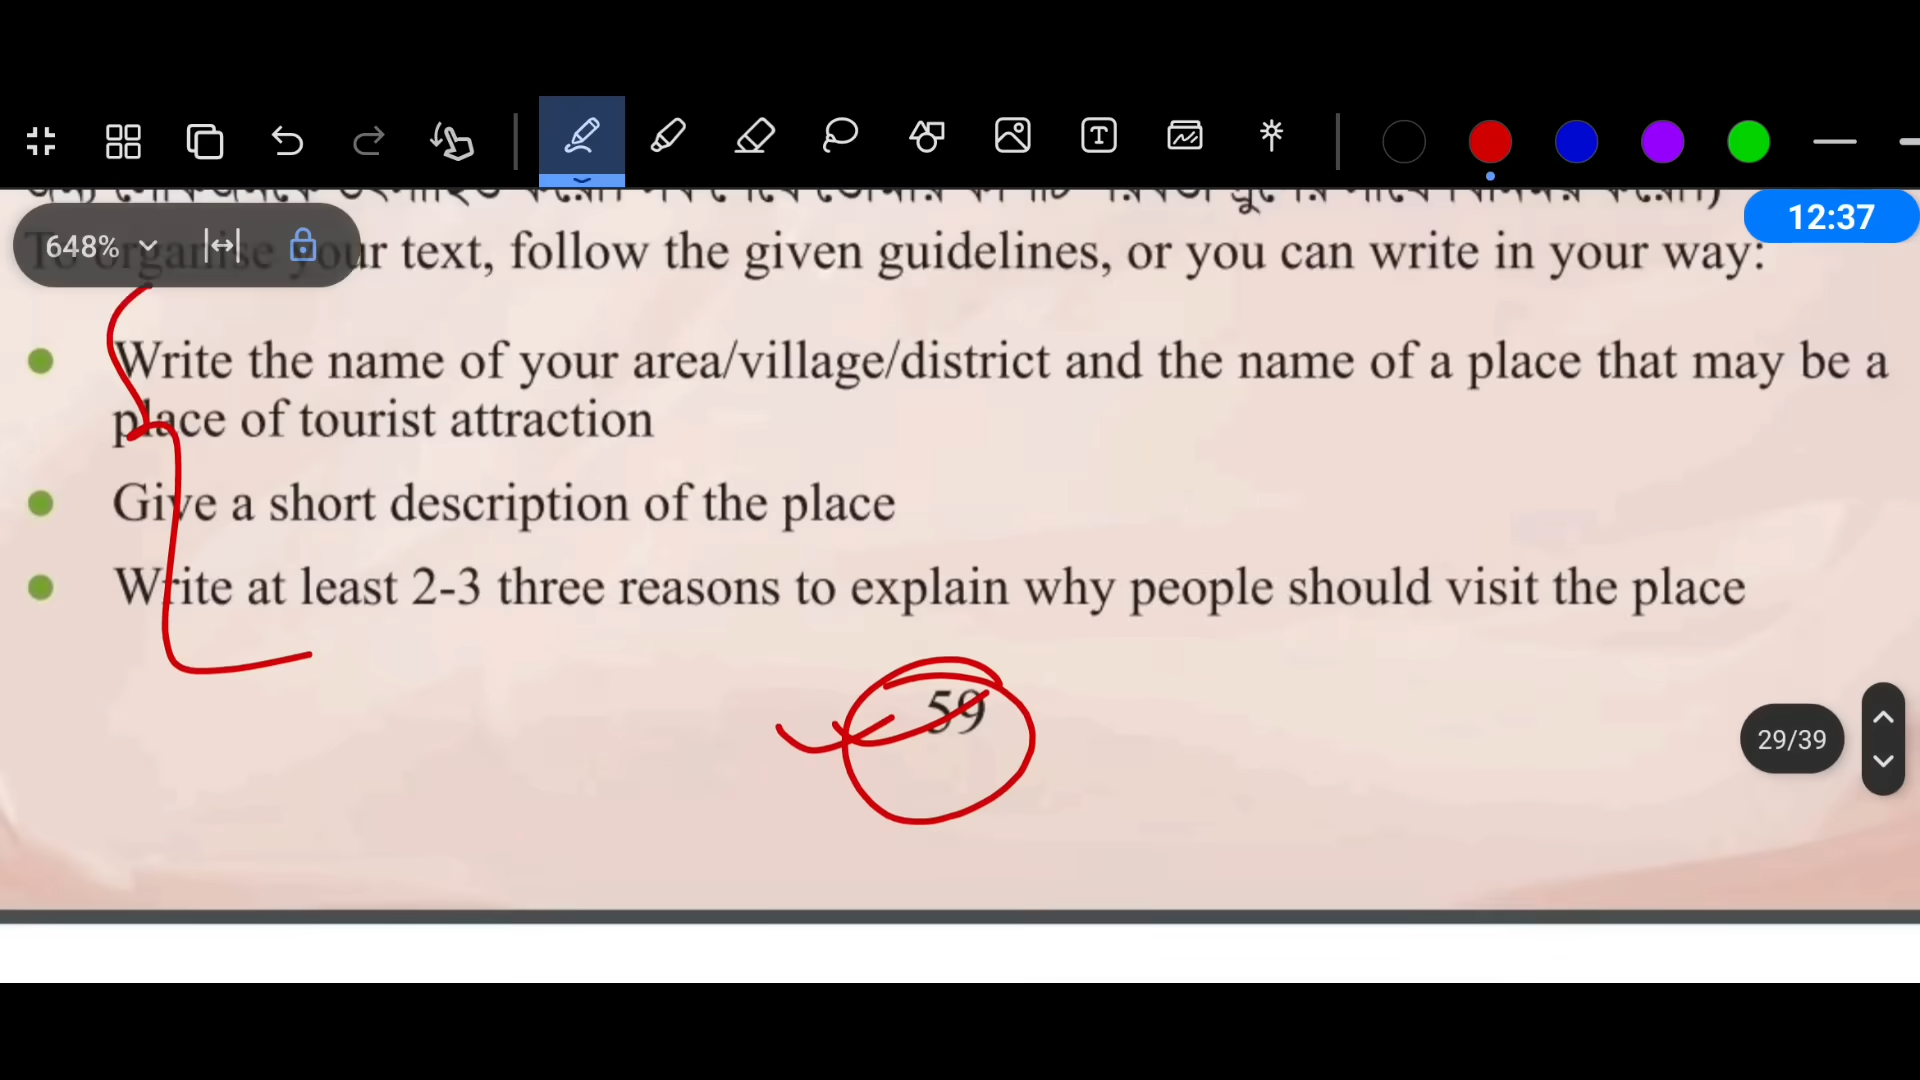 648%
12:37
To organise your text, follow the given guidelines, or you can write in your way:
Write the name of your area/village/district and the name of a place that may be a
place of tourist attraction
Give a short description of the place
Write at least 2-3 three reasons to explain why people should visit the place
59
29/39